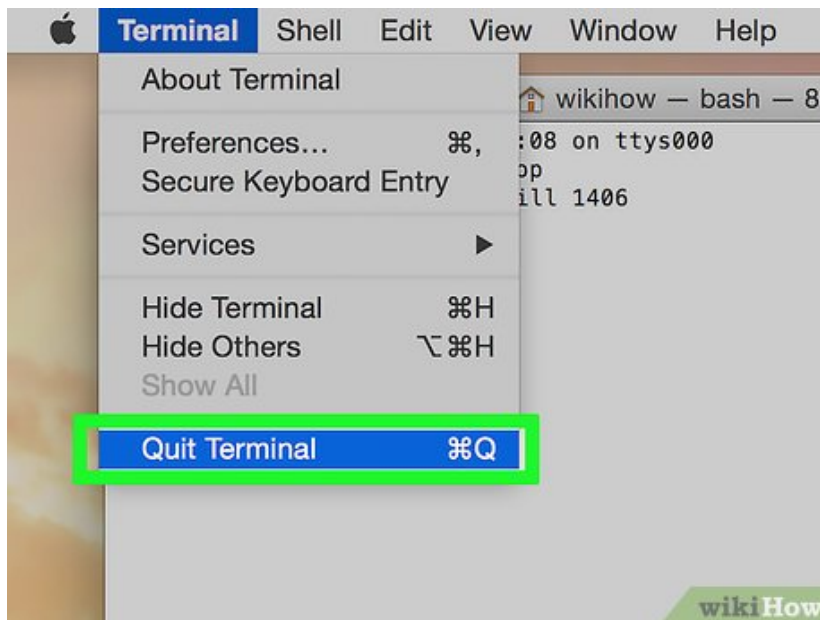 Terminal Shell Edit View Window Help
About Terminal
wikihow — bash — 8
Preferences… ⌘,
:08 on ttys000
Secure Keyboard Entry
op
ill 1406
Services ▶
Hide Terminal ⌘H
Hide Others ⌥⌘H
Show All
Quit Terminal ⌘Q
wikiHow